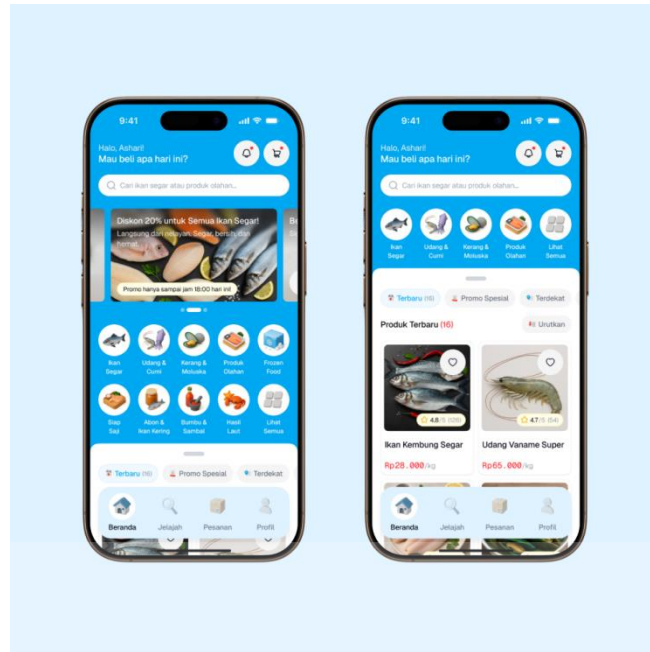 9:41
Halo, Ashari!
Mau beli apa hari ini?
Cari ikan segar atau produk olahan...
Diskon 20% untuk Semua Ikan Segar!
Langsung dari nelayan, Segar, bersih, dan
hemat.
Promo hanya sampai jam 18:00 hari ini!
Ikan
Segar
Udang &
Cumi
Kerang &
Moluska
Produk
Olahan
Frozen
Food
Siap
Saji
Abon &
Ikan Kering
Bumbu &
Sambal
Hasil
Laut
Lihat
Semua
Terbaru (16)
Promo Spesial
Terdekat
Beranda
Jelajah
Pesanan
Profil
9:41
Halo, Ashari!
Mau beli apa hari ini?
Cari ikan segar atau produk olahan...
Ikan
Segar
Udang &
Cumi
Kerang &
Moluska
Produk
Olahan
Lihat
Semua
Terbaru (16)
Promo Spesial
Terdekat
Produk Terbaru (16)
Urutkan
4.8/5 (128)
4.7/5 (64)
Ikan Kembung Segar
Udang Vaname Super
Rp28.000/kg
Rp65.000/kg
Beranda
Jelajah
Pesanan
Profil